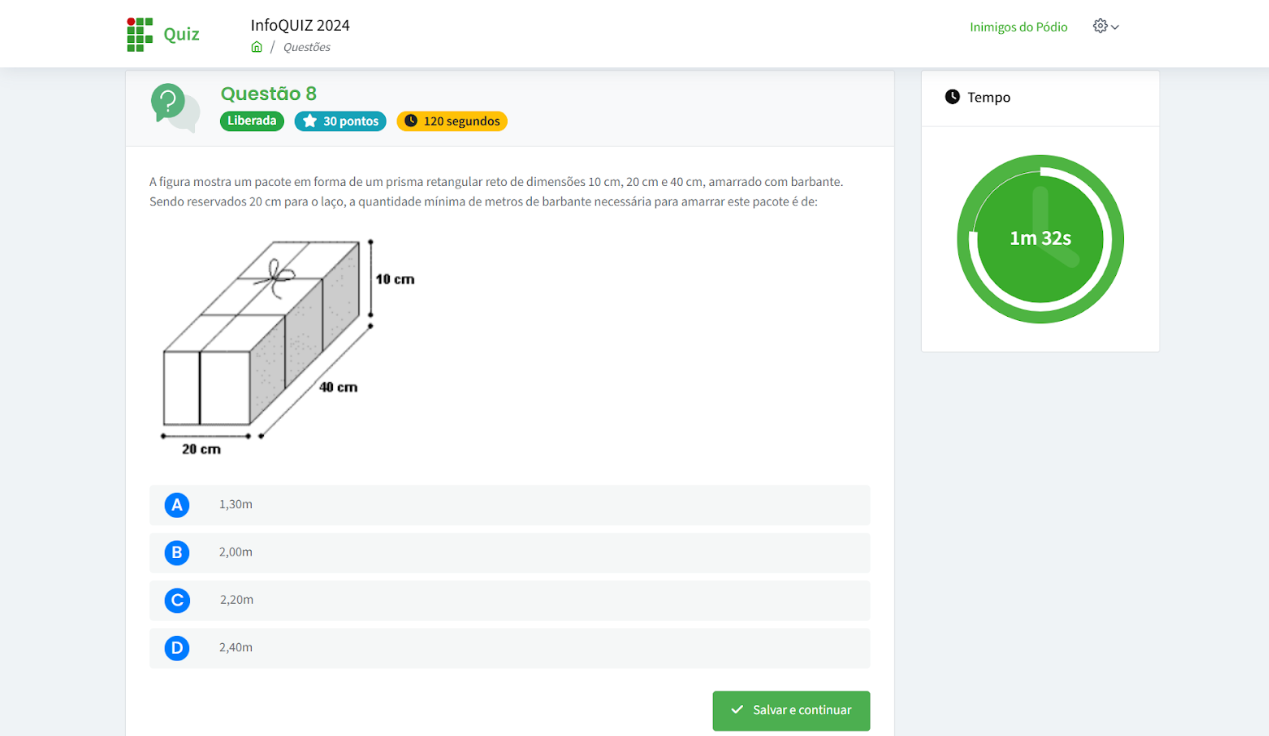 Quiz
InfoQUIZ 2024
/ Questões
Inimigos do Pódio
Questão 8
Liberada
30 pontos
120 segundos
Tempo
1m 32s
A figura mostra um pacote em forma de um prisma retangular reto de dimensões 10 cm, 20 cm e 40 cm, amarrado com barbante.
Sendo reservados 20 cm para o laço, a quantidade mínima de metros de barbante necessária para amarrar este pacote é de:
10 cm
40 cm
20 cm
A 1,30m
B 2,00m
C 2,20m
D 2,40m
Salvar e continuar